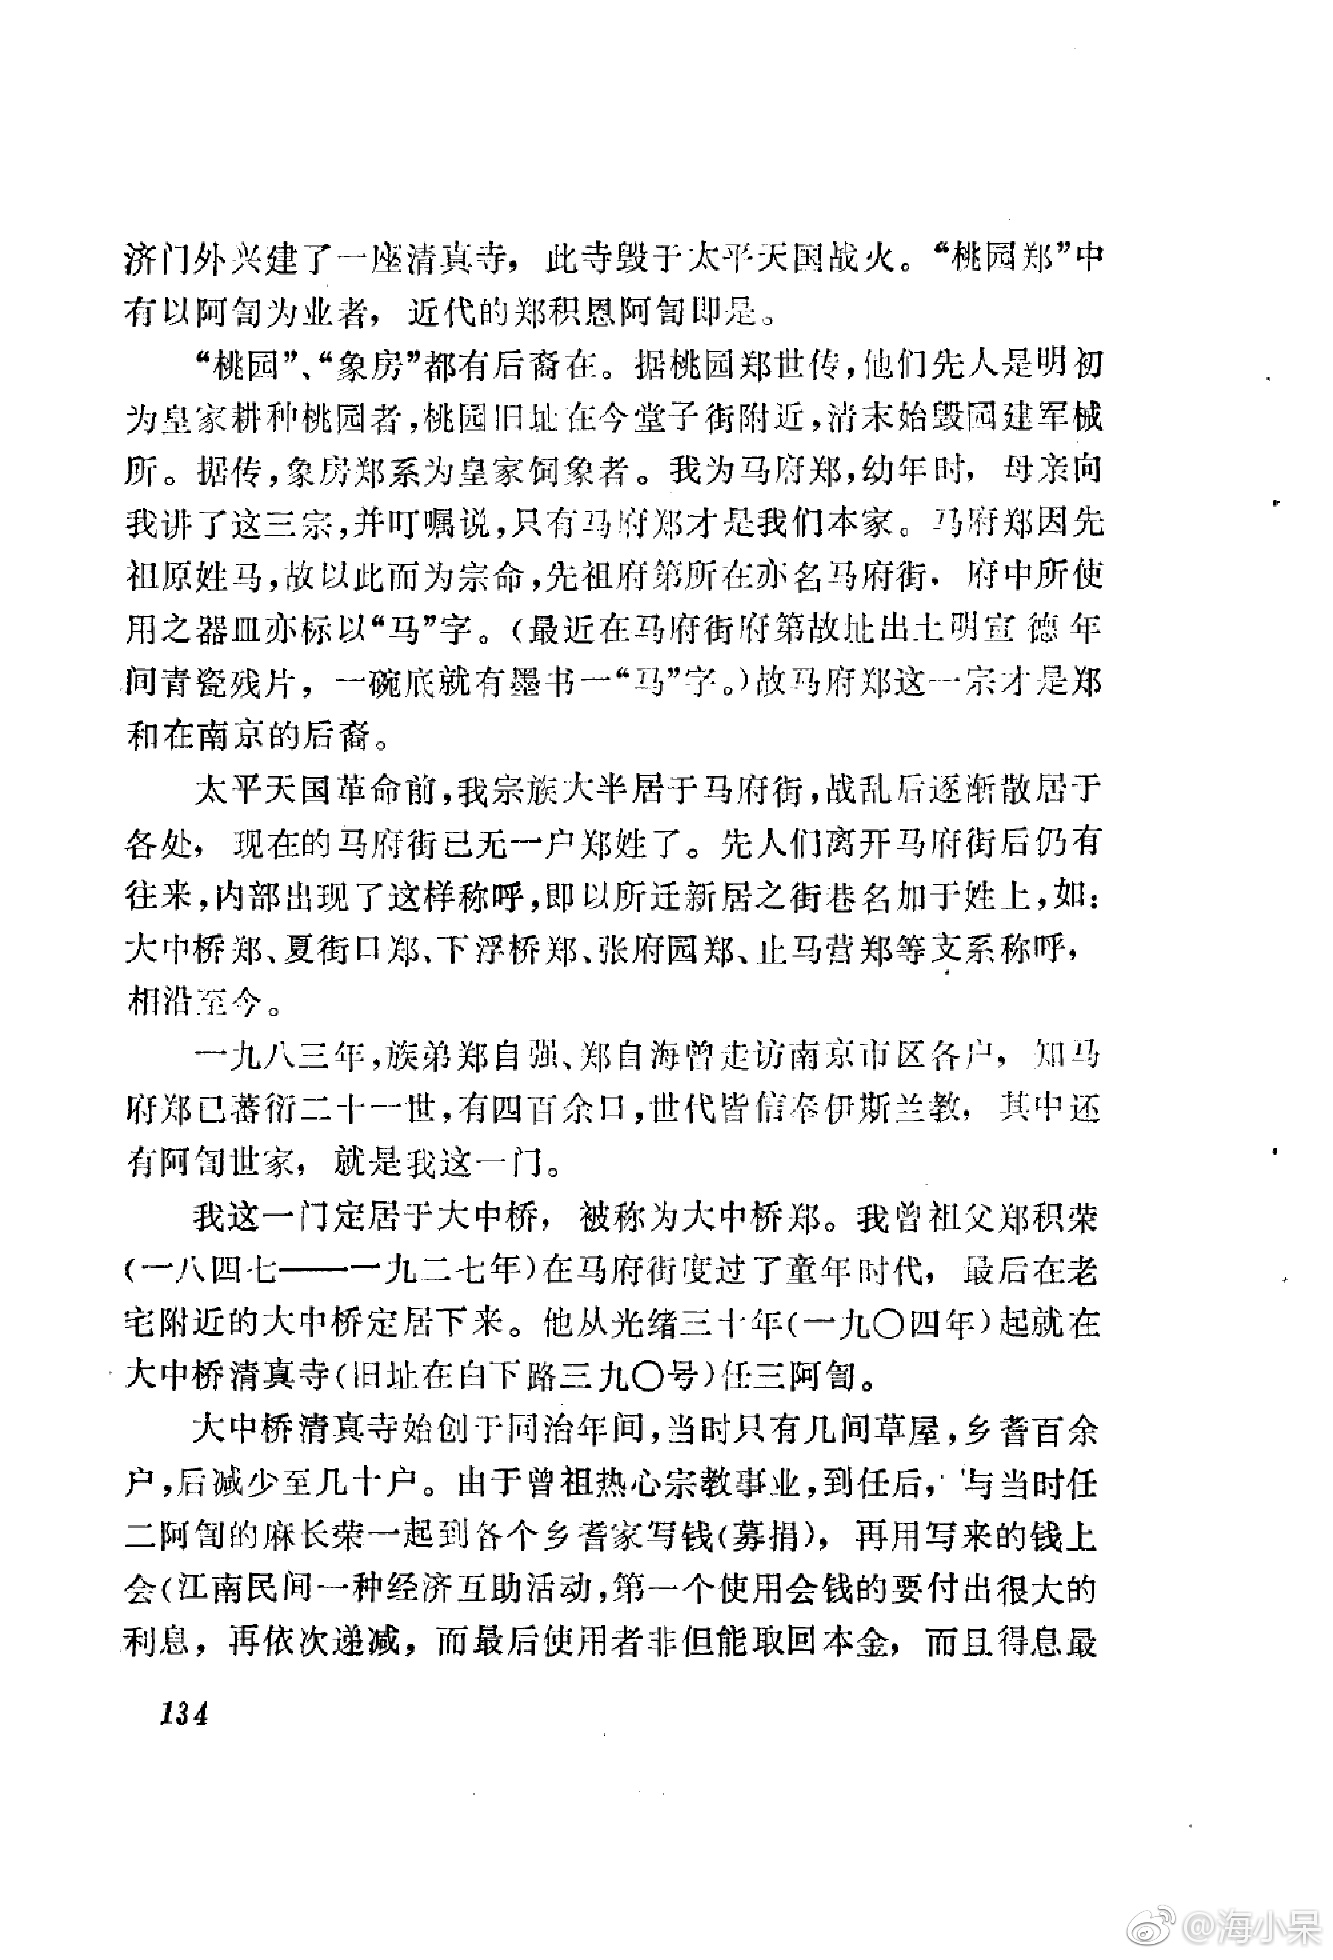 济门外兴建了一座清真寺，此寺毁于太平天国战火。“桃园郑”中
有以阿訇为业者，近代的郑积恩阿訇即是。
“桃园”、“象房”都有后裔在。据桃园郑世传，他们先人是明初
为皇家耕种桃园者，桃园旧址在今堂子街附近，清末始毁园建军械
所。据传，象房郑系为皇家饲象者。我为马府郑，幼年时，母亲向
我讲了这三宗，并叮嘱说，只有马府郑才是我们本家。马府郑因先
祖原姓马，故以此而为宗命，先祖府第所在亦名马府街．府中所使
用之器皿亦标以“马”字。（最近在马府街府第故址出土明宣德年
间青瓷残片，一碗底就有墨书一“马”字。）故马府郑这一宗才是郑
和在南京的后裔。
太平天国革命前，我宗族大半居于马府街，战乱后逐渐散居于
各处，现在的马府街已无一户郑姓了。先人们离开马府街后仍有
往来，内部出现了这样称呼，即以所迁新居之街巷名加于姓上，如：
大中桥郑、夏街口郑、下浮桥郑、张府园郑、止马营郑等文系称呼，
相沿至今。
一九八三年，族弟郑自强、郑自海曾走访南京市区各户，知马
府郑已蕃衍二十一世，有四百余口，世代皆信奉伊斯兰教，其中还
有阿訇世家，就是我这一门。
我这一门定居于大中桥，被称为大中桥郑。我曾祖父郑积荣
（一八四七——一九二七年）在马府街度过了童年时代，最后在老
宅附近的大中桥定居下来。他从光绪三十年（一九〇四年）起就在
大中桥清真寺（旧址在白下路三九〇号）任三阿訇。
大中桥清真寺始创于同治年间，当时只有几间草屋，乡耆百余
户，后减少至几十户。由于曾祖热心宗教事业，到任后，与当时任
二阿訇的麻长荣一起到各个乡耆家写钱（募捐），再用写来的钱上
会（江南民间一种经济互助活动，第一个使用会钱的要付出很大的
利息，再依次递减，而最后使用者非但能取回本金，而且得息最
134
@海小呆